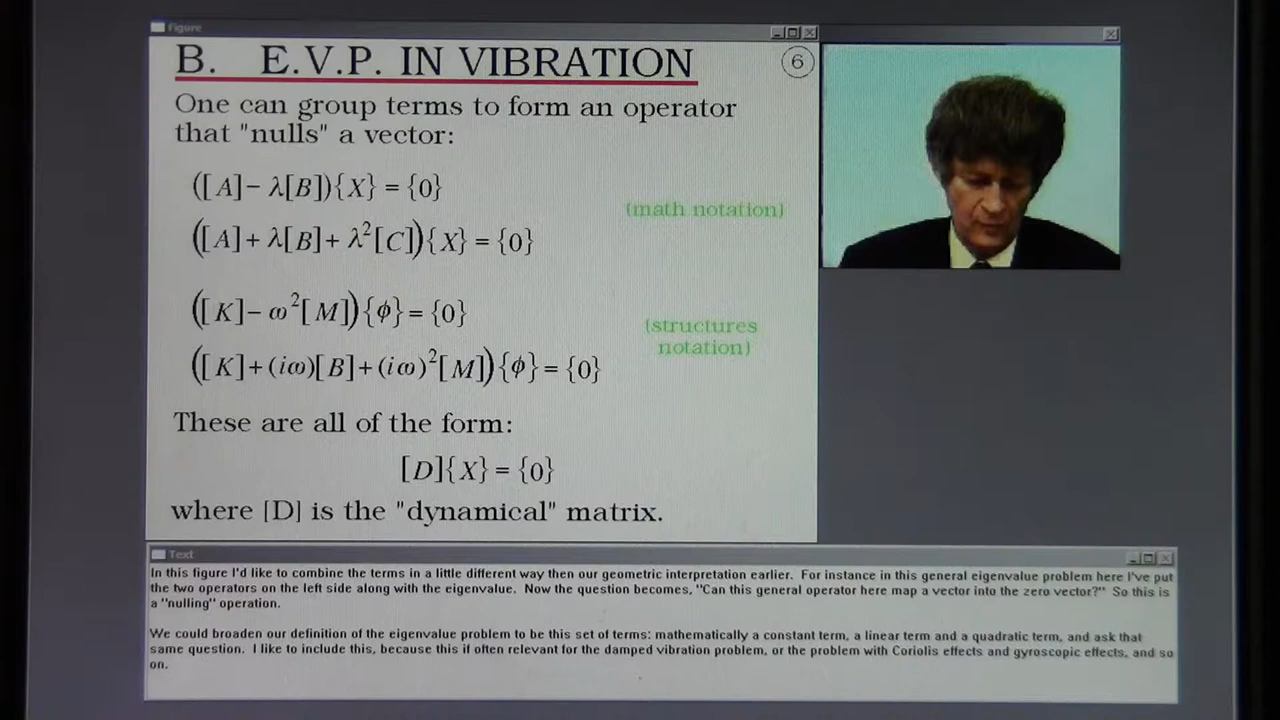 Figure
B. E.V.P. IN VIBRATION
6
One can group terms to form an operator
that "nulls" a vector:
([A]− λ[B]){X} = {0}
(math notation)
([A]+ λ[B]+ λ²[C]){X} = {0}
([K]− ω²[M]){ϕ} = {0}
(structures
notation)
([K]+(iω)[B]+(iω)²[M]){ϕ} = {0}
These are all of the form:
[D]{X} = {0}
where [D] is the "dynamical" matrix.
Text
In this figure I'd like to combine the terms in a little different way then our geometric interpretation earlier. For instance in this general eigenvalue problem here I've put
the two operators on the left side along with the eigenvalue. Now the question becomes, "Can this general operator here map a vector into the zero vector?" So this is
a "nulling" operation.
We could broaden our definition of the eigenvalue problem to be this set of terms: mathematically a constant term, a linear term and a quadratic term, and ask that
same question. I like to include this, because this if often relevant for the damped vibration problem, or the problem with Coriolis effects and gyroscopic effects, and so
on.